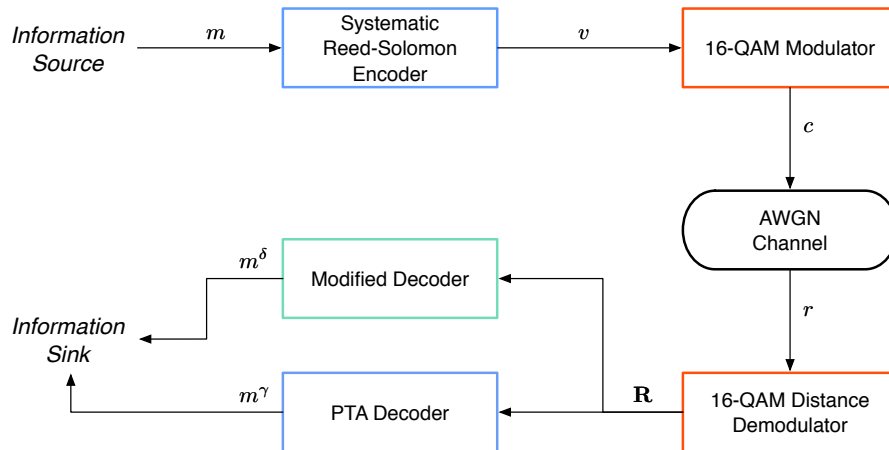 Information
Source
m
Systematic
Reed-Solomon
Encoder
v
16-QAM Modulator
c
AWGN
Channel
r
16-QAM Distance
Demodulator
R
Modified Decoder
m^δ
PTA Decoder
m^γ
Information
Sink